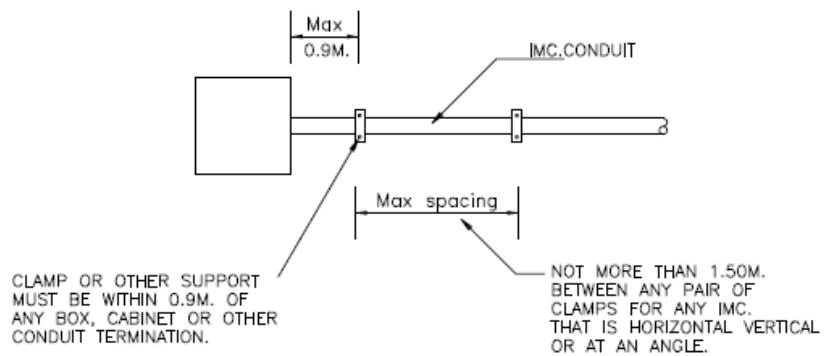 Max
0.9M.
IMC.CONDUIT
Max spacing
CLAMP OR OTHER SUPPORT
MUST BE WITHIN 0.9M. OF
ANY BOX, CABINET OR OTHER
CONDUIT TERMINATION.
NOT MORE THAN 1.50M.
BETWEEN ANY PAIR OF
CLAMPS FOR ANY IMC.
THAT IS HORIZONTAL VERTICAL
OR AT AN ANGLE.